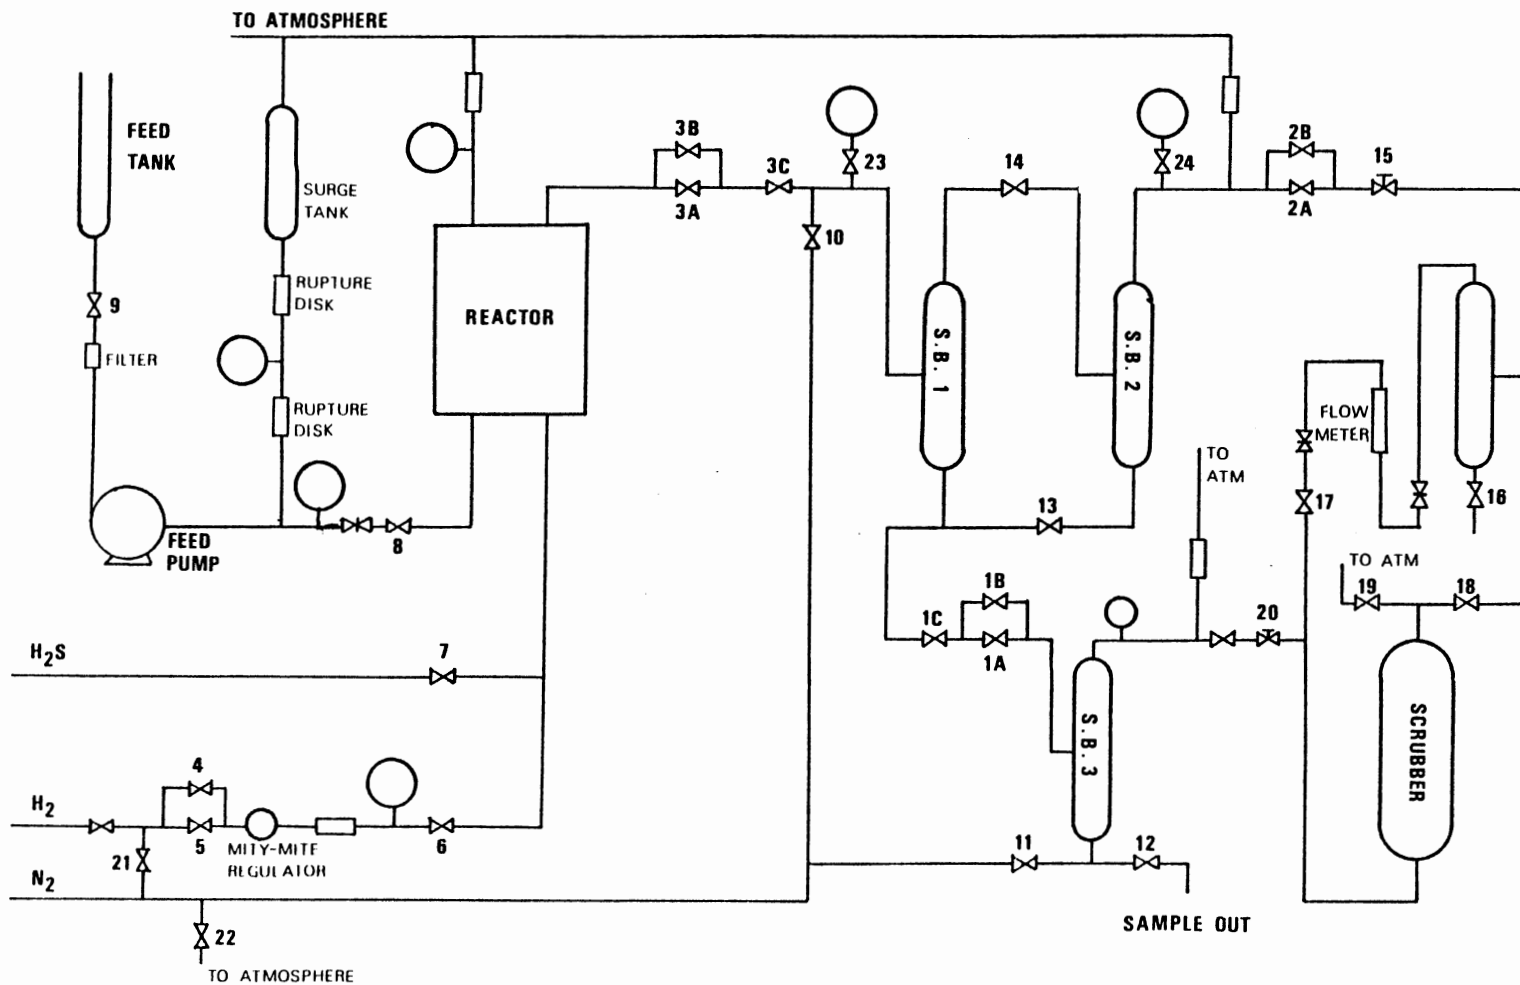 TO ATMOSPHERE
FEED
TANK
SURGE
TANK
3B
3A
3C
23
14
24
2B
2A
15
10
9
FILTER
RUPTURE
DISK
RUPTURE
DISK
REACTOR
S.B. 1
S.B. 2
FLOW
METER
TO
ATM
17
16
FEED
PUMP
8
13
TO ATM
19
18
1B
1C
1A
20
H2S
7
S.B. 3
SCRUBBER
4
H2
5
MITY-MITE
REGULATOR
6
21
11
12
N2
22
SAMPLE OUT
TO ATMOSPHERE